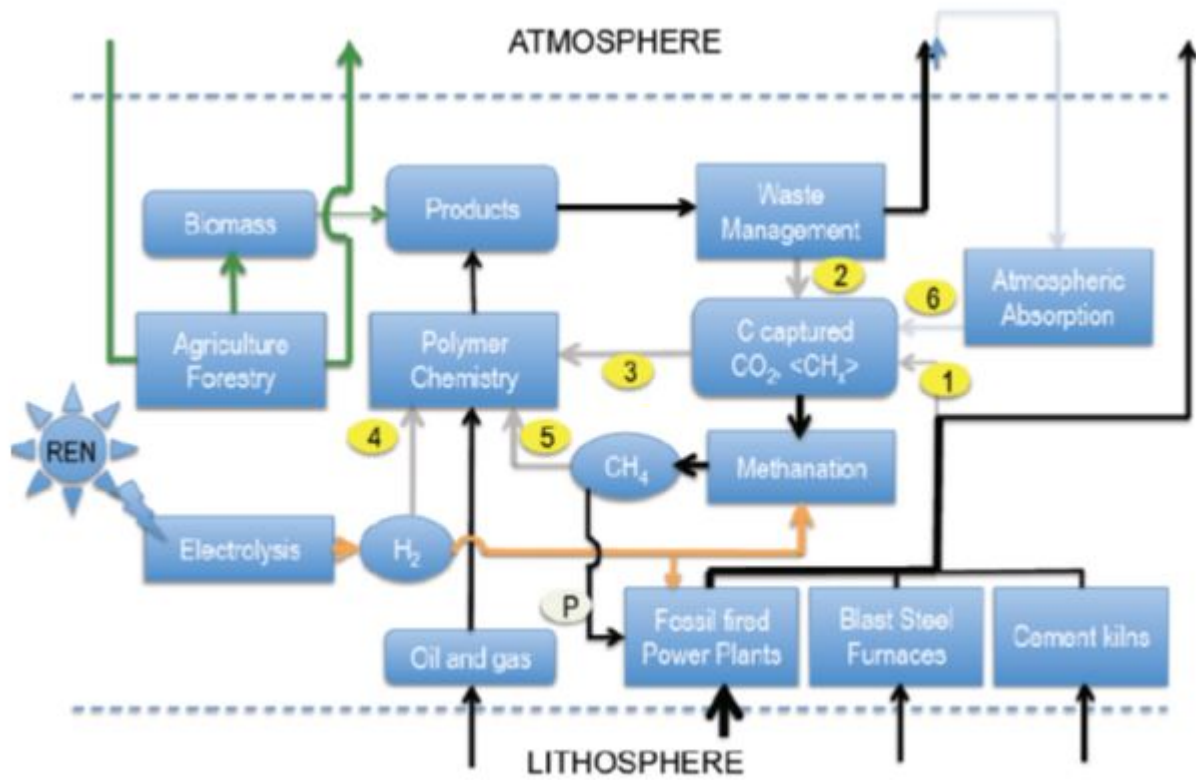 ATMOSPHERE
Biomass
Products
Waste
Management
2
6
Atmospheric
Absorption
Agriculture
Forestry
Polymer
Chemistry
3
C captured
CO₂, <CHₓ>
1
REN
4
5
CH₄
Methanation
Electrolysis
H₂
P
Oil and gas
Fossil fired
Power Plants
Blast Steel
Furnaces
Cement kilns
LITHOSPHERE